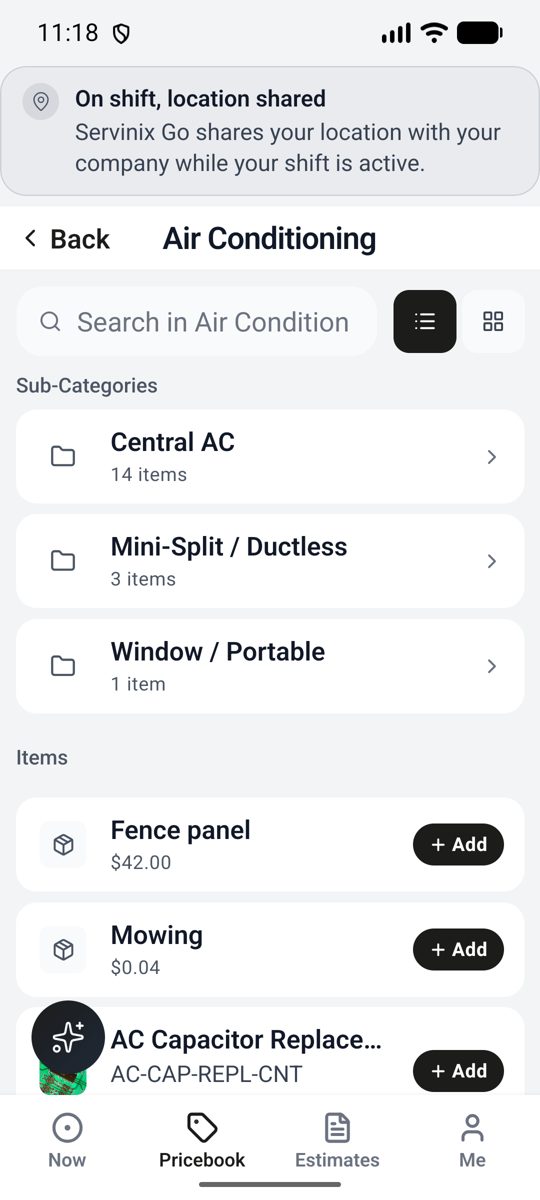 11:18
On shift, location shared
Servinix Go shares your location with your
company while your shift is active.
Back
Air Conditioning
Search in Air Condition
Sub-Categories
Central AC
14 items
Mini-Split / Ductless
3 items
Window / Portable
1 item
Items
Fence panel
$42.00
+ Add
Mowing
$0.04
+ Add
AC Capacitor Replace...
AC-CAP-REPL-CNT
+ Add
Now
Pricebook
Estimates
Me